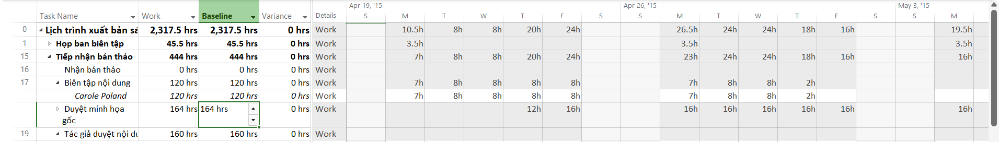 Apr 19, '15 Apr 26, '15 May 3, '15
Task Name Work Baseline Variance Details S M T W T F S S M T W T F S S M
0 Lịch trình xuất bản sá 2,317.5 hrs 2,317.5 hrs 0 hrs Work 10.5h 8h 8h 20h 24h 26.5h 24h 24h 18h 16h 19.5h
1 Họp ban biên tập 45.5 hrs 45.5 hrs 0 hrs Work 3.5h 3.5h 3.5h
15 Tiếp nhận bản thảo 444 hrs 444 hrs 0 hrs Work 7h 8h 8h 20h 24h 23h 24h 24h 18h 16h 16h
16 Nhận bản thảo 0 hrs 0 hrs 0 hrs Work
17 Biên tập nội dung 120 hrs 120 hrs 0 hrs Work 7h 8h 8h 8h 8h 7h 8h 8h 2h
Carole Poland 120 hrs 120 hrs 0 hrs Work 7h 8h 8h 8h 8h 7h 8h 8h 2h
Duyệt minh họa 164 hrs 164 hrs 0 hrs Work 12h 16h 16h 16h 16h 16h 16h 16h
gốc
19 Tác giả duyệt nội 160 hrs 160 hrs 0 hrs Work